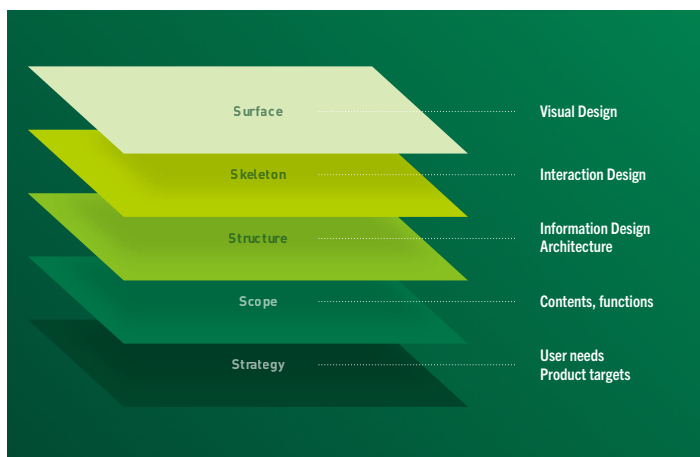 Surface
Visual Design
Skeleton
Interaction Design
Structure
Information Design
Architecture
Scope
Contents, functions
Strategy
User needs
Product targets